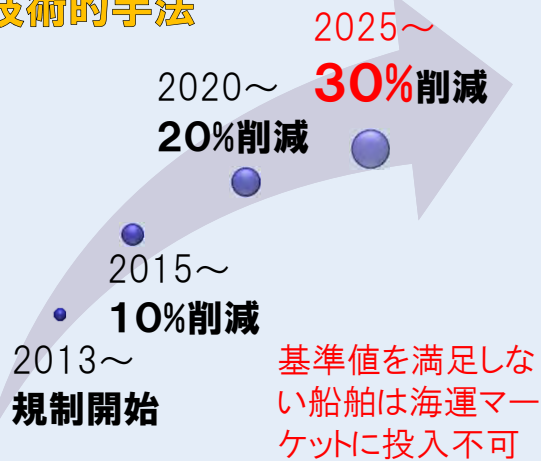 技術的手法
2025～
30%削減
2020～
20%削減
2015～
10%削減
2013～
規制開始
基準値を満足しな
い船舶は海運マー
ケットに投入不可